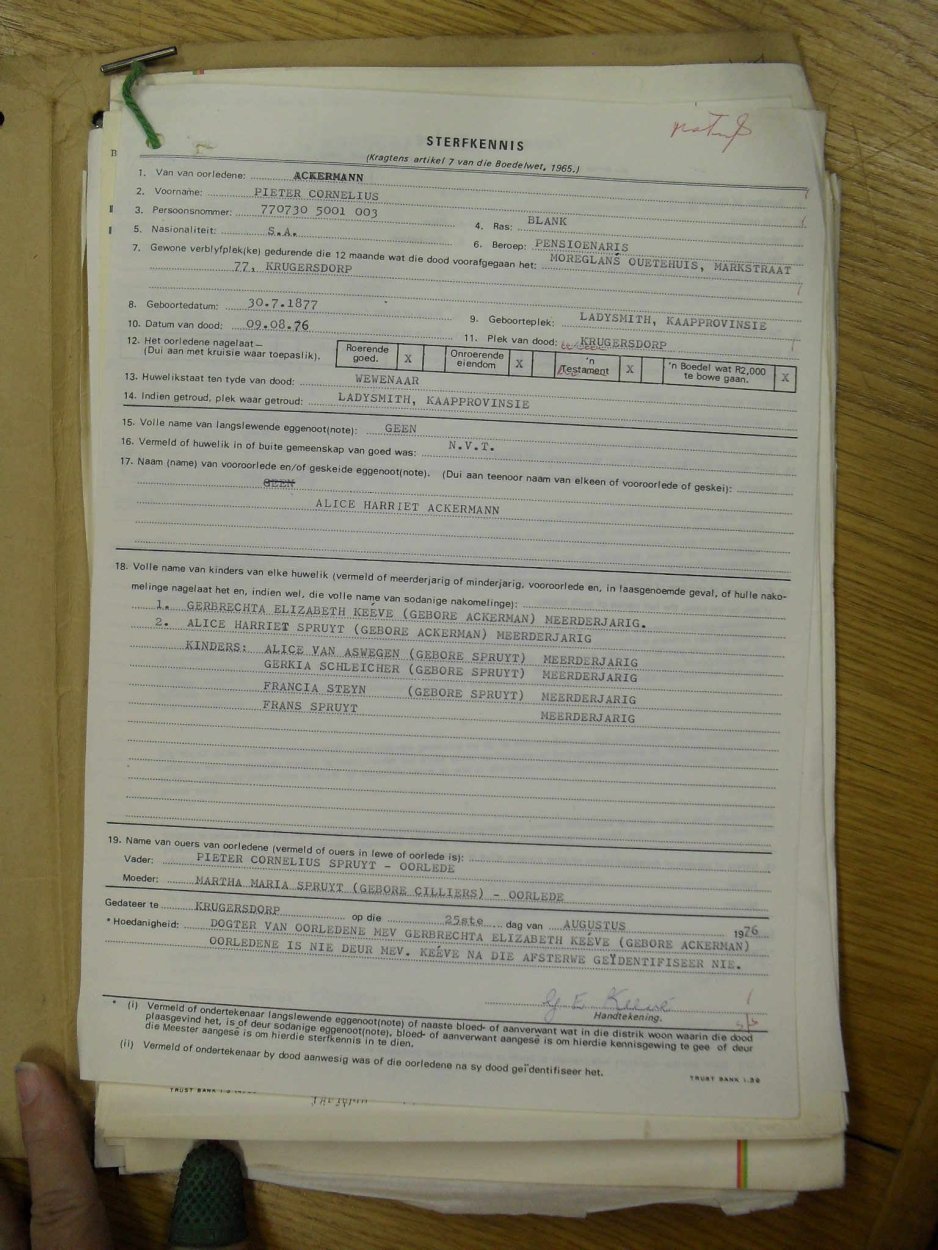 STERFKENNIS
(Kragtens artikel 7 van die Boedelwet, 1965.)
1. Van van oorledene: ACKERMANN
2. Voorname: PIETER CORNELIUS
3. Persoonsnommer: 770730 5001 003 4. Ras: BLANK
5. Nasionaliteit: S.A. 6. Beroep: PENSIOENARIS
7. Gewone verblyfplek(ke) gedurende die 12 maande wat die dood voorafgegaan het: MOREGLANS OUETEHUIS, MARKSTRAAT
77, KRUGERSDORP
8. Geboortedatum: 30.7.1877 9. Geboorteplek: LADYSMITH, KAAPPROVINSIE
10. Datum van dood: 09.08.76 11. Plek van dood: KRUGERSDORP
12. Het oorledene nagelaat—
(Dui aan met kruisie waar toepaslik).
Roerende goed. X
Onroerende eiendom X
'n Testament X
'n Boedel wat R2,000 te bowe gaan. X
13. Huwelikstaat ten tyde van dood: WEWENAAR
14. Indien getroud, plek waar getroud: LADYSMITH, KAAPPROVINSIE
15. Volle name van langslewende eggenoot(note): GEEN
16. Vermeld of huwelik in of buite gemeenskap van goed was: N.V.T.
17. Naam (name) van vooroorlede en/of geskeide eggenoot(note). (Dui aan teenoor naam van elkeen of vooroorlede of geskei):
GEEN
ALICE HARRIET ACKERMANN
18. Volle name van kinders van elke huwelik (vermeld of meerderjarig of minderjarig, vooroorlede en, in laasgenoemde geval, of hulle nako-
melinge nagelaat het en, indien wel, die volle name van sodanige nakomelinge):
1. GERBRECHTA ELIZABETH KEÉVE (GEBORE ACKERMAN) MEERDERJARIG.
2. ALICE HARRIET SPRUYT (GEBORE ACKERMAN) MEERDERJARIG
KINDERS: ALICE VAN ASWEGEN (GEBORE SPRUYT) MEERDERJARIG
GERKIA SCHLEICHER (GEBORE SPRUYT) MEERDERJARIG
FRANCIA STEYN (GEBORE SPRUYT) MEERDERJARIG
FRANS SPRUYT MEERDERJARIG
19. Name van ouers van oorledene (vermeld of ouers in lewe of oorlede is):
Vader: PIETER CORNELIUS SPRUYT - OORLEDE
Moeder: MARTHA MARIA SPRUYT (GEBORE CILLIERS) - OORLEDE
Gedateer te KRUGERSDORP op die 25ste dag van AUGUSTUS 1976
* Hoedanigheid: DOGTER VAN OORLEDENE MEV GERBRECHTA ELIZABETH KEÉVE (GEBORE ACKERMAN)
OORLEDENE IS NIE DEUR MEV. KEÉVE NA DIE AFSTERWE GEÏDENTIFISEER NIE.
G E Keeve
Handtekening.
* (i) Vermeld of ondertekenaar langslewende eggenoot(note) of naaste bloed- of aanverwant wat in die distrik woon waarin die dood
plaasgevind het, is of deur sodanige eggenoot(note), bloed- of aanverwant aangesê is om hierdie kennisgewing te gee of deur
die Meester aangesê is om hierdie sterfkennis in te dien.
(ii) Vermeld of ondertekenaar by dood aanwesig was of die oorledene na sy dood geïdentifiseer het.
TRUST BANK 1.30